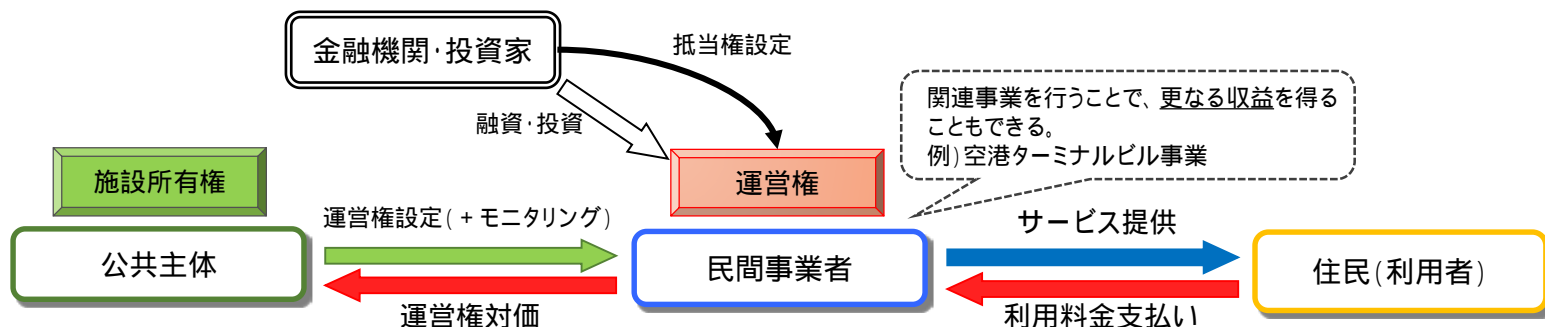 金融機関・投資家
抵当権設定
融資・投資
関連事業を行うことで、更なる収益を得る
こともできる。
例)空港ターミナルビル事業
施設所有権
運営権
運営権設定(+モニタリング)
サービス提供
公共主体
民間事業者
住民(利用者)
運営権対価
利用料金支払い